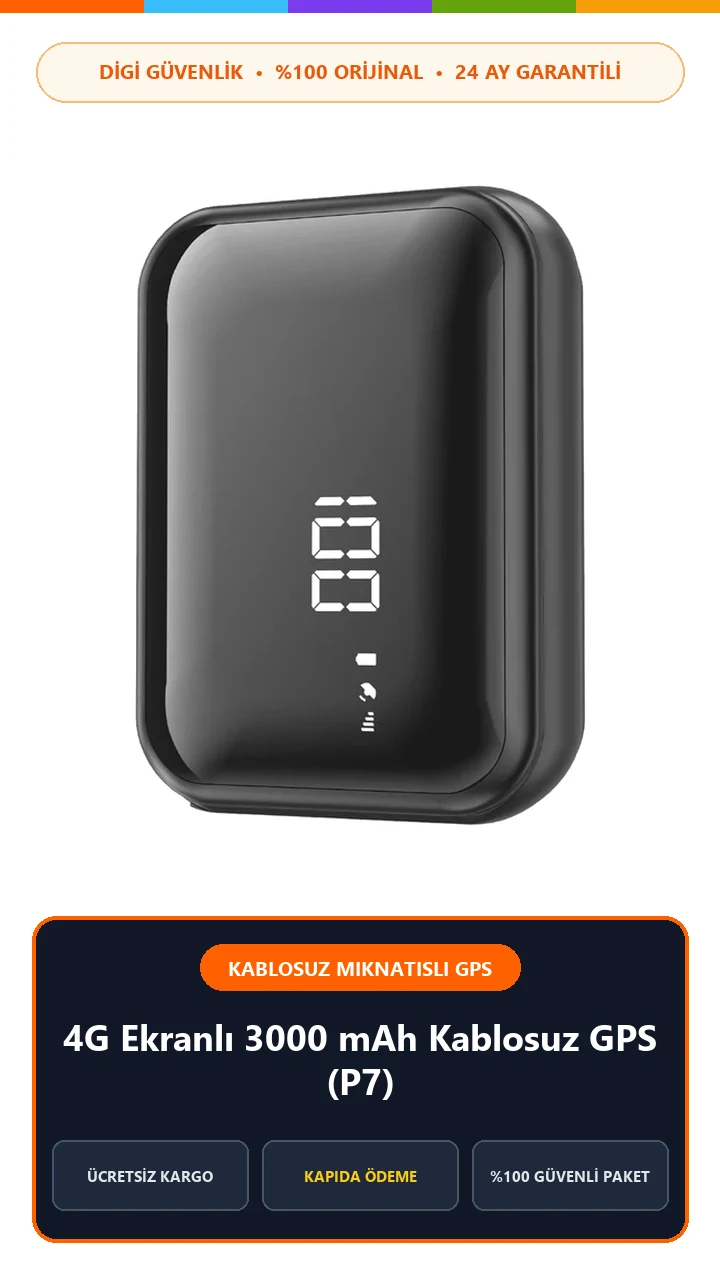 DİGİ GÜVENLİK • %100 ORİJİNAL • 24 AY GARANTİLİ
100
KABLOSUZ MIKNATISLI GPS
4G Ekranlı 3000 mAh Kablosuz GPS
(P7)
ÜCRETSİZ KARGO
KAPIDA ÖDEME
%100 GÜVENLİ PAKET